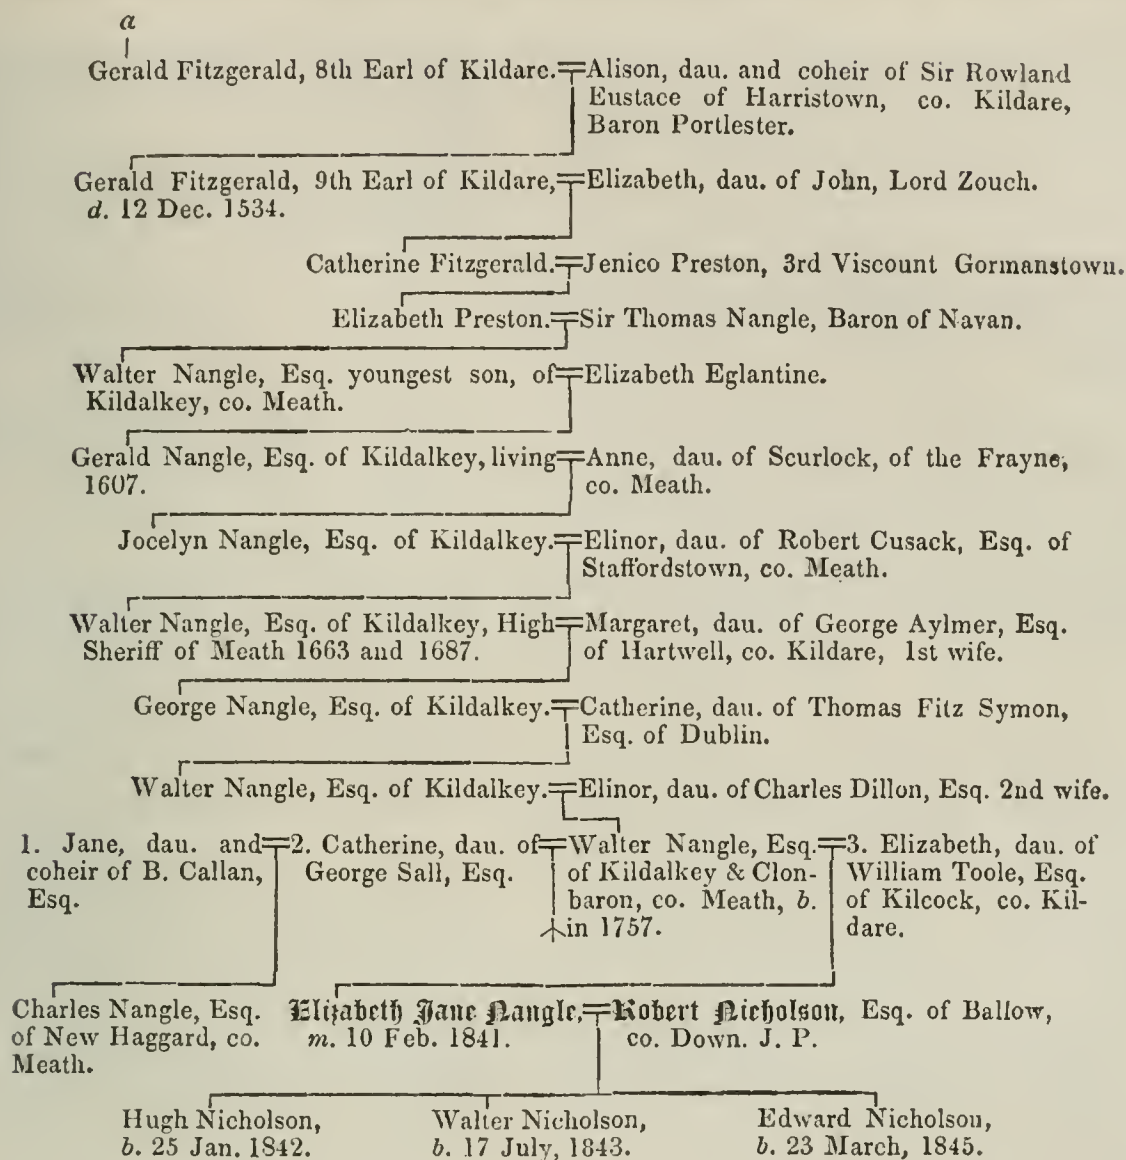 a
Gerald Fitzgerald, 8th Earl of Kildare.
Alison, dau. and coheir of Sir Rowland
Eustace of Harristown, co. Kildare,
Baron Portlester.
Gerald Fitzgerald, 9th Earl of Kildare,
d. 12 Dec. 1534.
Elizabeth, dau. of John, Lord Zouch.
Catherine Fitzgerald.
Jenico Preston, 3rd Viscount Gormanstown.
Elizabeth Preston.
Sir Thomas Nangle, Baron of Navan.
Walter Nangle, Esq. youngest son, of
Kildalkey, co. Meath.
Elizabeth Eglantine.
Gerald Nangle, Esq. of Kildalkey, living
1607.
Anne, dau. of Scurlock, of the Frayne,
co. Meath.
Jocelyn Nangle, Esq. of Kildalkey.
Elinor, dau. of Robert Cusack, Esq. of
Staffordstown, co. Meath.
Walter Nangle, Esq. of Kildalkey, High
Sheriff of Meath 1663 and 1687.
Margaret, dau. of George Aylmer, Esq.
of Hartwell, co. Kildare, 1st wife.
George Nangle, Esq. of Kildalkey.
Catherine, dau. of Thomas Fitz Symon,
Esq. of Dublin.
Walter Nangle, Esq. of Kildalkey.
Elinor, dau. of Charles Dillon, Esq. 2nd wife.
1. Jane, dau. and
coheir of B. Callan,
Esq.
2. Catherine, dau. of
George Sall, Esq.
Walter Nangle, Esq.
of Kildalkey & Clon-
baron, co. Meath, b.
in 1757.
3. Elizabeth, dau. of
William Toole, Esq.
of Kilcock, co. Kil-
dare.
Charles Nangle, Esq.
of New Haggard, co.
Meath.
Elizabeth Jane Nangle,
m. 10 Feb. 1841.
Robert Nicholson, Esq. of Ballow,
co. Down. J. P.
Hugh Nicholson,
b. 25 Jan. 1842.
Walter Nicholson,
b. 17 July, 1843.
Edward Nicholson,
b. 23 March, 1845.